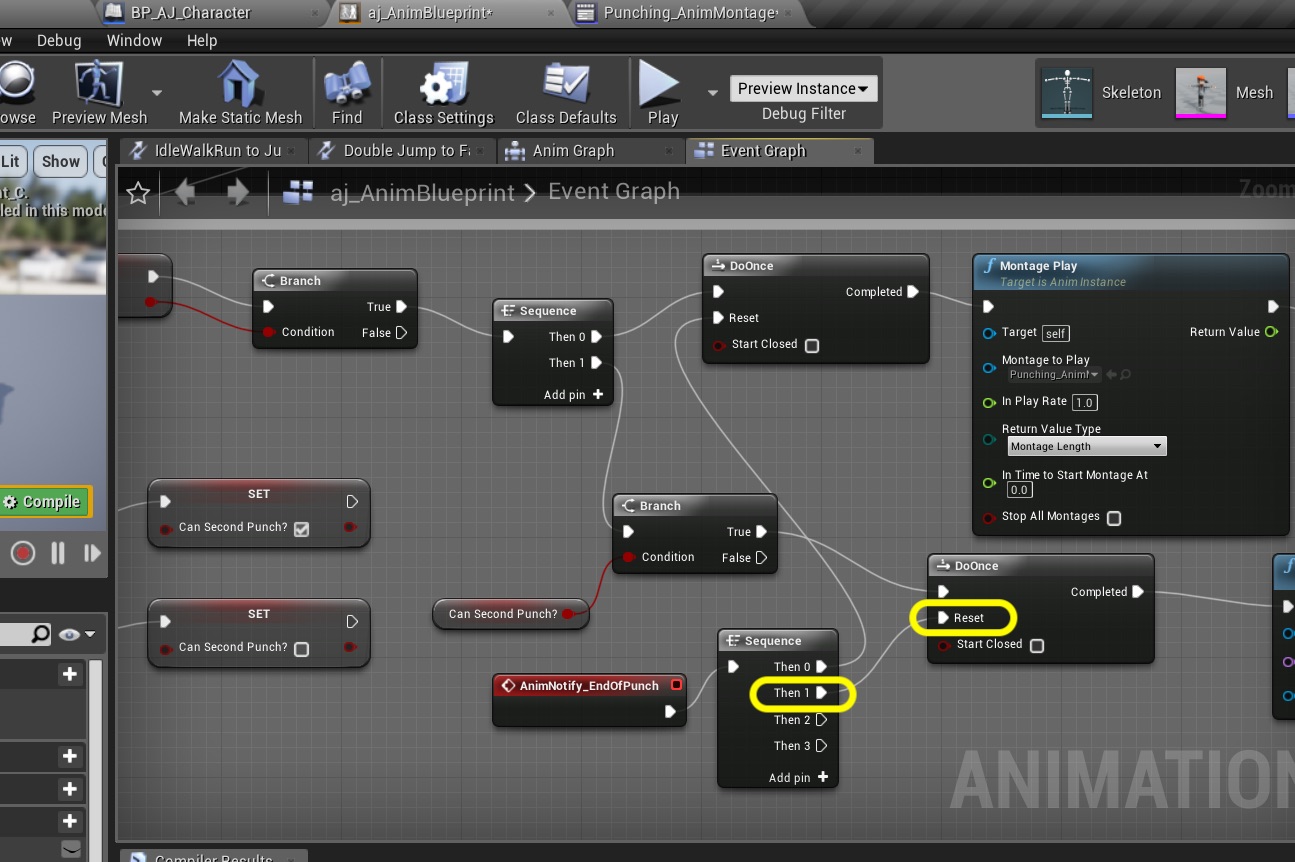 BP_AJ_Character
aj_AnimBlueprint*
Punching_AnimMontage*
Debug
Window
Help
Preview Mesh
Make Static Mesh
Find
Class Settings
Class Defaults
Play
Preview Instance
Debug Filter
Skeleton
Mesh
Lit
Show
IdleWalkRun to Ju
Double Jump to Fa
Anim Graph
Event Graph
led in this mode
aj_AnimBlueprint > Event Graph
Zoom
Branch
True
Condition
False
Sequence
Then 0
Then 1
Add pin +
DoOnce
Completed
Reset
Start Closed
Montage Play
Target is Anim Instance
Target self
Return Value
Montage to Play
Punching_AnimM
In Play Rate 1.0
Return Value Type
Montage Length
In Time to Start Montage At
0.0
Stop All Montages
Compile
SET
Can Second Punch?
SET
Can Second Punch?
Branch
True
Condition
False
Can Second Punch?
AnimNotify_EndOfPunch
Sequence
Then 0
Then 1
Then 2
Then 3
Add pin +
DoOnce
Completed
Reset
Start Closed
ANIMATION
Compiler Results